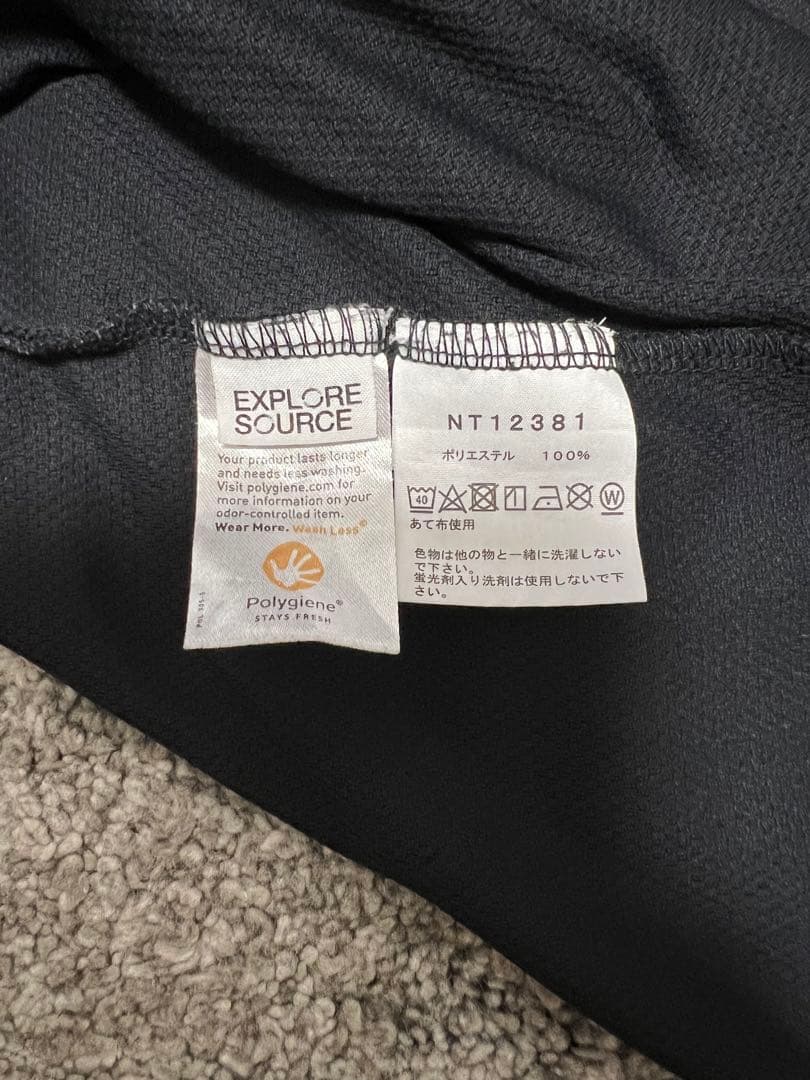 EXPLORE
SOURCE
Your product lasts longer
and needs less washing.
Visit polygiene.com for
more information on your
odor-controlled item.
Wear More. Wash Less®
Polygiene®
STAYS FRESH
NT12381
ポリエステル 100%
40
W
あて布使用
色物は他の物と一緒に洗濯しない
で下さい。
蛍光剤入り洗剤は使用しないで下
さい。